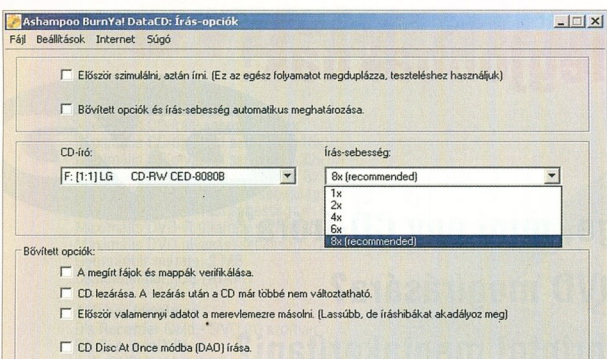 Ashampoo BurnYa! DataCD: Írás-opciók
Fájl Beállítások Internet Súgó
Először szimulálni, aztán írni. (Ez az egész folyamatot megduplázza, teszteléshez használjuk)
Bővített opciók és írás-sebesség automatikus meghatározása.
CD-író: Írás-sebesség:
F: [1:1] LG CD-RW CED-8080B 8x (recommended)
1x
2x
4x
6x
8x (recommended)
Bővített opciók:
A megírt fájok és mappák verifikálása.
CD lezárása. A lezárás után a CD már többé nem változtatható.
Először valamennyi adatot a merevlemezre másolni. (Lassúbb, de íráshibákat akadályoz meg)
CD Disc At Once módba (DAO) írása.